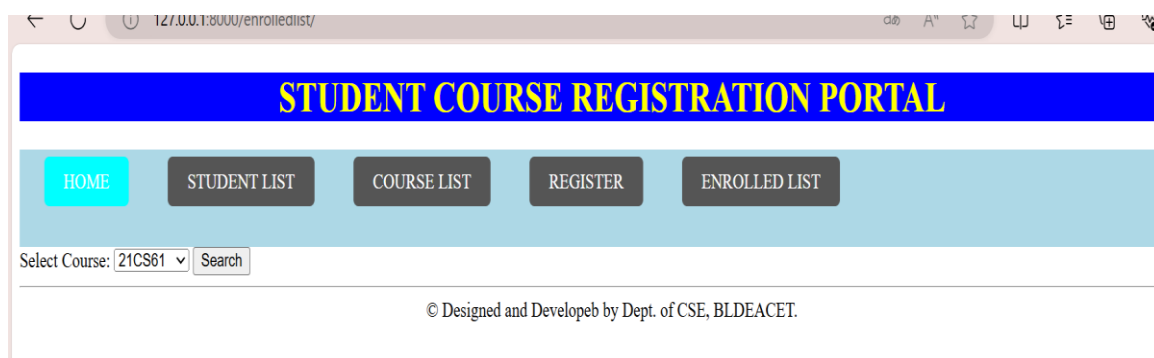 127.0.0.1:8000/enrolledlist/
STUDENT COURSE REGISTRATION PORTAL
HOME STUDENT LIST COURSE LIST REGISTER ENROLLED LIST
Select Course: 21CS61 Search
© Designed and Developeb by Dept. of CSE, BLDEACET.